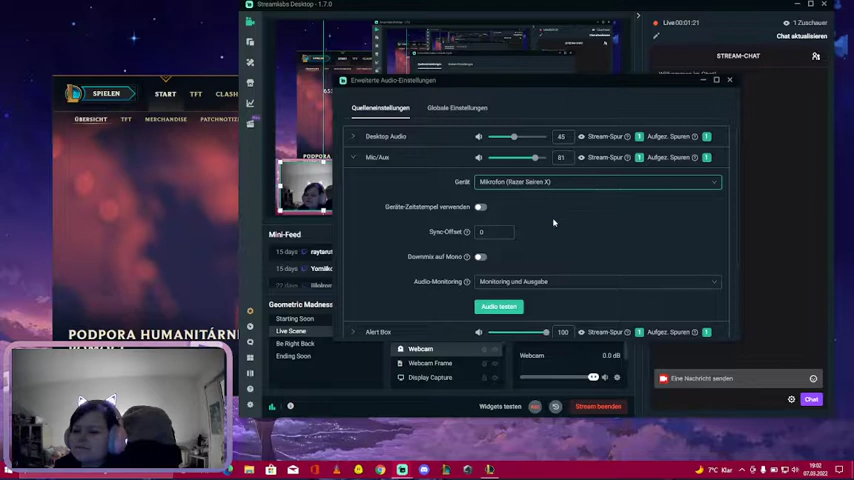 Streamlabs Desktop - 1.7.0
Live 00:01:21
1 Zuschauer
Chat aktualisieren
STREAM-CHAT
SPIELEN
START
TFT
CLASH
ÜBERSICHT
TFT
MERCHANDISE
PATCHNOTIZ
PODPORA HUMANITÁRN
Erweiterte Audio-Einstellungen
Quelleneinstellungen
Globale Einstellungen
Desktop Audio
45
Stream-Spur
1
Aufgez. Spuren
1
Mic/Aux
81
Stream-Spur
1
Aufgez. Spuren
1
Gerät
Mikrofon (Razer Seiren X)
Geräte-Zeitstempel verwenden
Sync-Offset
0
Downmix auf Mono
Audio-Monitoring
Monitoring und Ausgabe
Audio testen
Alert Box
100
Stream-Spur
1
Aufgez. Spuren
1
Mini-Feed
15 days
15 days
Geometric Madness
Starting Soon
Live Scene
Be Right Back
Ending Soon
Webcam
Webcam Frame
Display Capture
Webcam
0.0 dB
Widgets testen
REC
Stream beenden
Eine Nachricht senden
Chat
7°C Klar
19:02
07.03.2022